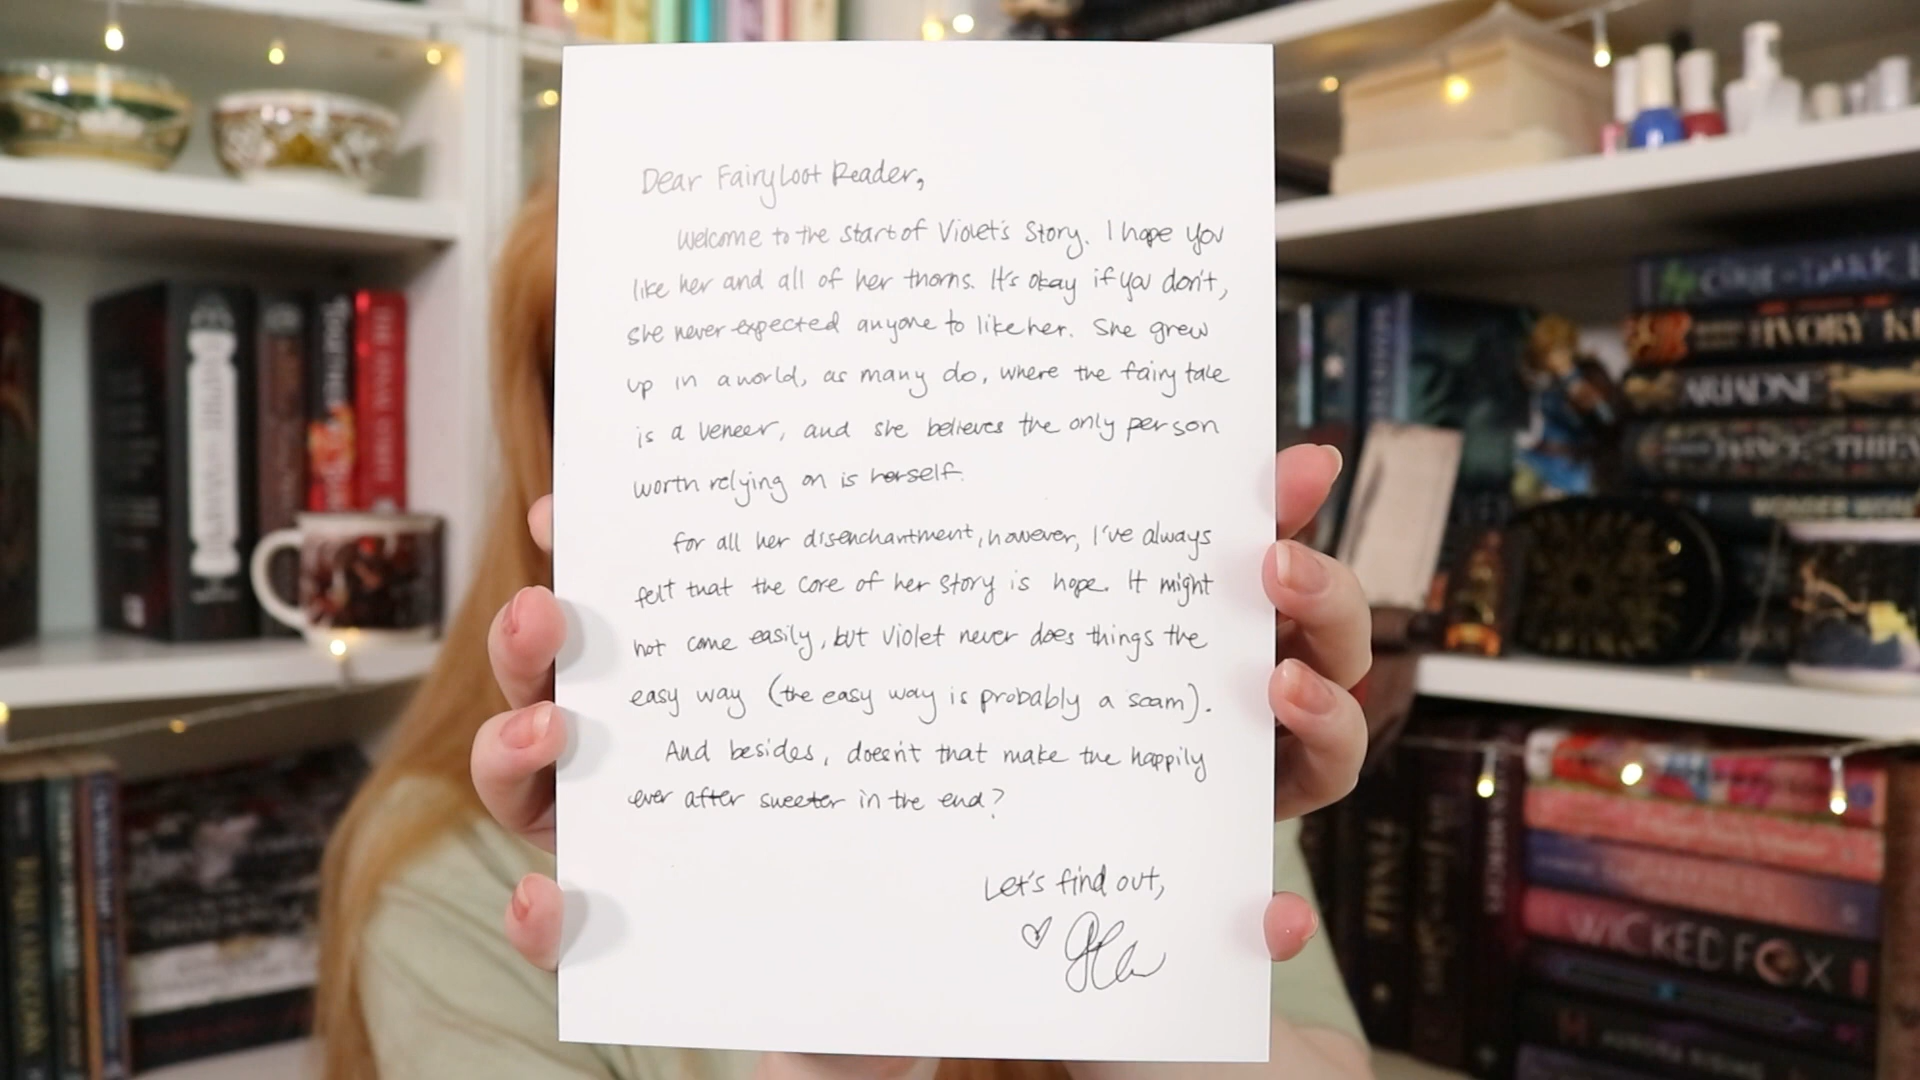 Dear FairyLoot Reader,
Welcome to the start of Violet's Story. I hope you
like her and all of her thorns. It's okay if you don't,
she never expected anyone to like her. She grew
up in a world, as many do, where the fairy tale
is a veneer, and she believes the only person
worth relying on is herself.
For all her disenchantment, however, I've always
felt that the core of her story is hope. It might
not come easily, but Violet never does things the
easy way (the easy way is probably a scam).
And besides, doesn't that make the happily
ever after sweeter in the end?
Let's find out,
IVORY
ARIADNE
WICKED FOX